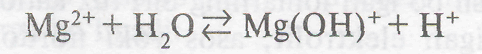 Mg²⁺ + H₂O ⇄ Mg(OH)⁺ + H⁺